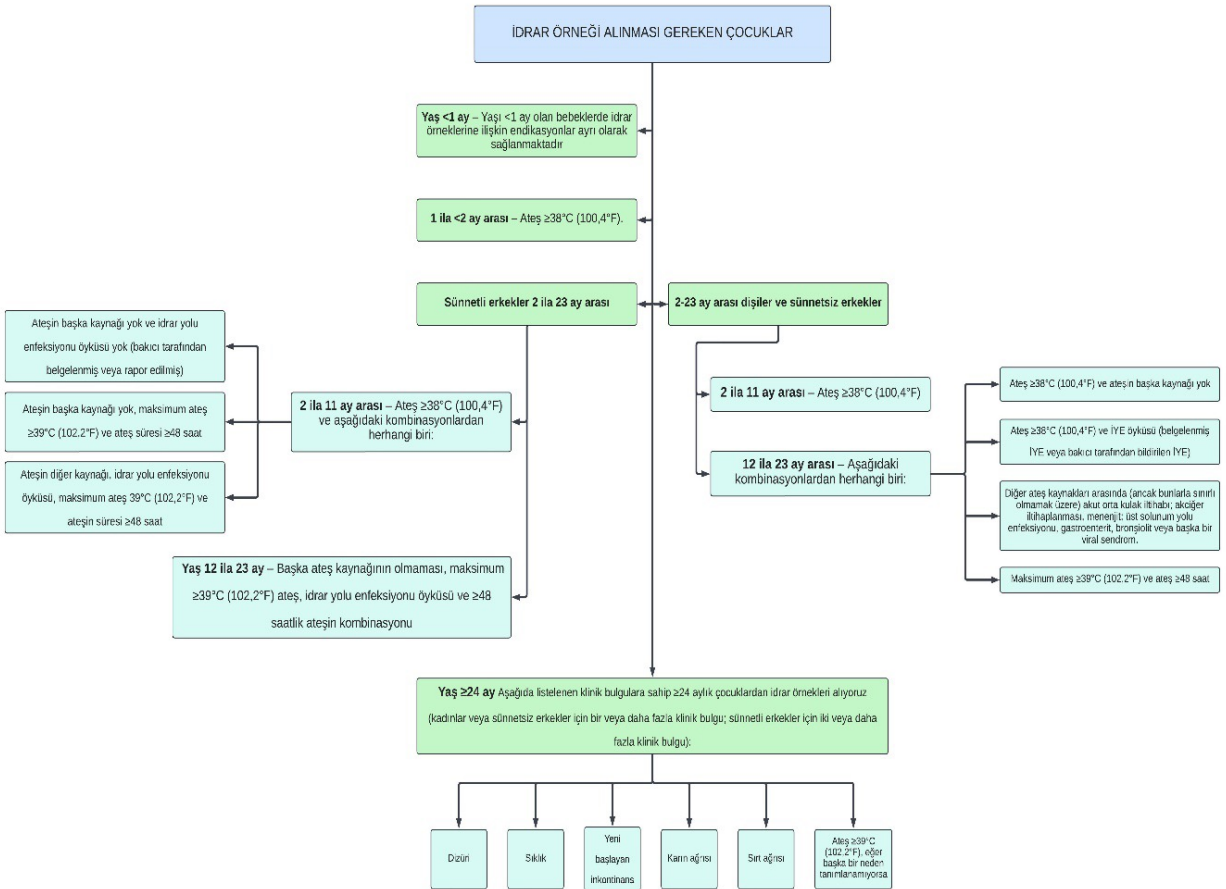 İDRAR ÖRNEĞİ ALINMASI GEREKEN ÇOCUKLAR
Yaş <1 ay – Yaşı <1 ay olan bebeklerde idrar
örneklerine ilişkin endikasyonlar ayrı olarak
sağlanmaktadır
1 ila <2 ay arası – Ateş ≥38°C (100,4°F).
Sünnetli erkekler 2 ila 23 ay arası
2-23 ay arası dişiler ve sünnetsiz erkekler
Ateşin başka kaynağı yok ve idrar yolu
enfeksiyonu öyküsü yok (bakıcı tarafından
belgelenmiş veya rapor edilmiş)
Ateşin başka kaynağı yok, maksimum ateş
≥39°C (102.2°F) ve ateş süresi ≥48 saat
Ateşin diğer kaynağı, idrar yolu enfeksiyonu
öyküsü, maksimum ateş 39°C (102,2°F) ve
ateşin süresi ≥48 saat
2 ila 11 ay arası – Ateş ≥38°C (100,4°F)
ve aşağıdaki kombinasyonlardan
herhangi biri:
Yaş 12 ila 23 ay – Başka ateş kaynağının olmaması, maksimum
≥39°C (102,2°F) ateş, idrar yolu enfeksiyonu öyküsü ve ≥48
saatlik ateşin kombinasyonu
2 ila 11 ay arası – Ateş ≥38°C (100,4°F)
12 ila 23 ay arası – Aşağıdaki
kombinasyonlardan herhangi biri:
Ateş ≥38°C (100,4°F) ve ateşin başka kaynağı yok
Ateş ≥38°C (100,4°F) ve İYE öyküsü (belgelenmiş
İYE veya bakıcı tarafından bildirilen İYE)
Diğer ateş kaynakları arasında (ancak bunlarla sınırlı
olmamak üzere) akut orta kulak iltihabı; akciğer
iltihaplanması, menenjit; üst solunum yolu
enfeksiyonu, gastroenterit, bronşiolit veya başka bir
viral sendrom.
Maksimum ateş ≥39°C (102.2°F) ve ateş ≥48 saat
Yaş ≥24 ay Aşağıda listelenen klinik bulgulara sahip ≥24 aylık çocuklardan idrar örnekleri alıyoruz
(kadınlar veya sünnetsiz erkekler için bir veya daha fazla klinik bulgu; sünnetli erkekler için iki veya daha
fazla klinik bulgu):
Dizüri
Sıklık
Yeni
başlayan
inkontinans
Karın ağrısı
Sırt ağrısı
Ateş ≥39°C
(102.2°F), eğer
başka bir neden
tanımlanamıyorsa